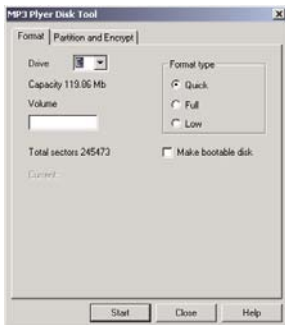 MP3 Plyer Disk Tool
Format Partition and Encrypt
Drive
Capacity 119.06 Mb
Volume
Total sectors 245473
Current:
Format type
Quick
Full
Low
Make bootable disk
Start Close Help